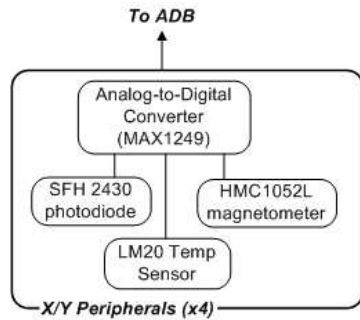 To ADB
Analog-to-Digital
Converter
(MAX1249)
SFH 2430
photodiode
HMC1052L
magnetometer
LM20 Temp
Sensor
X/Y Peripherals (x4)